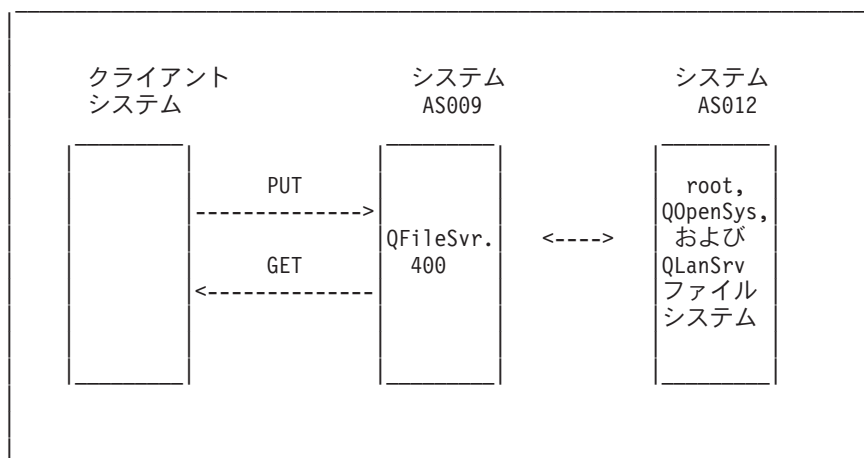 クライアント
システム
システム
AS009
システム
AS012
PUT
-------------->
GET
<--------------
QFileSvr.
400
<---->
root,
QOpenSys,
および
QLanSrv
ファイル
システム